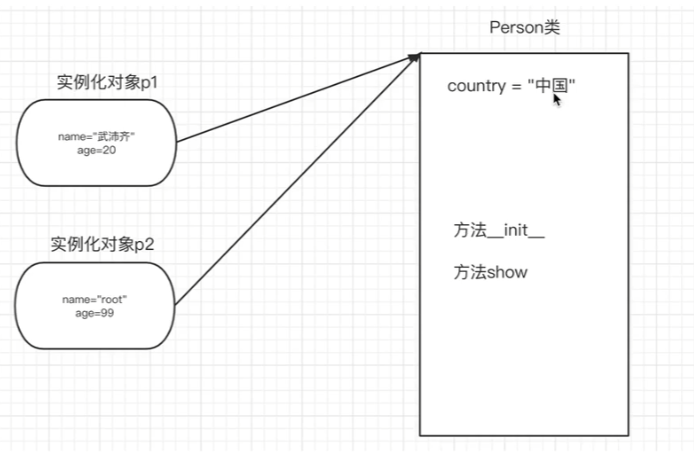 Person类
实例化对象p1
country = "中国"
name="武沛齐"
age=20
方法__init__
实例化对象p2
方法show
name="root"
age=99